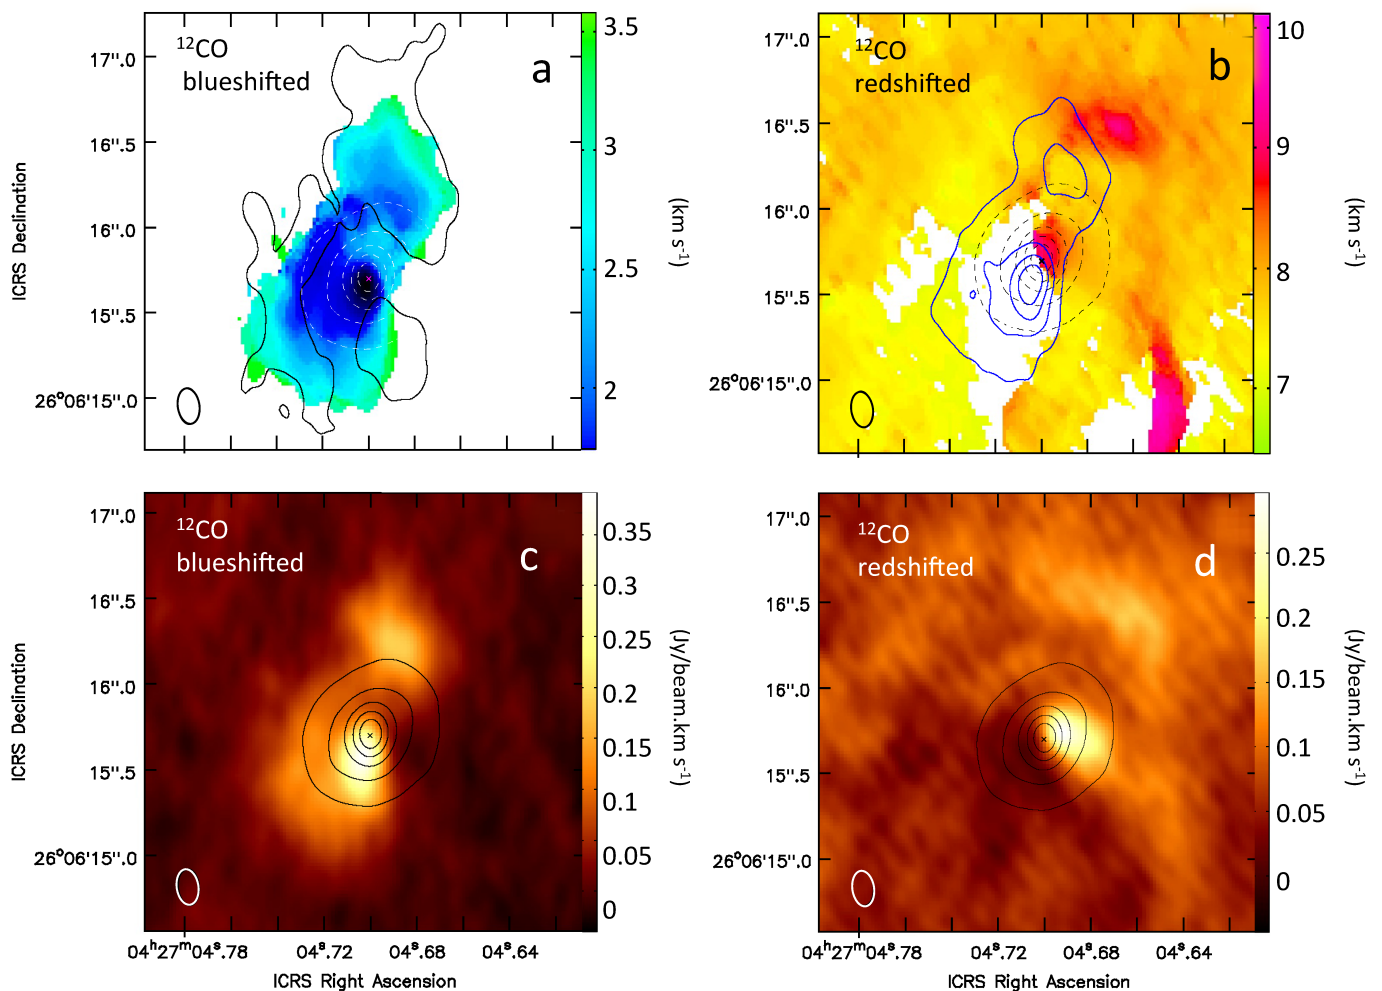 ¹²CO
blueshifted
a
17".0
16".5
16".0
15".5
26°06'15".0
ICRS Declination
3.5
3
2.5
2
(km s⁻¹)
¹²CO
redshifted
b
17".0
16".5
16".0
15".5
26°06'15".0
10
9
8
7
(km s⁻¹)
¹²CO
blueshifted
c
17".0
16".5
16".0
15".5
26°06'15".0
ICRS Declination
0.35
0.3
0.25
0.2
0.15
0.1
0.05
0
(Jy/beam.km s⁻¹)
04ʰ27ᵐ04ˢ.78
04ˢ.72
04ˢ.68
04ˢ.64
ICRS Right Ascension
¹²CO
redshifted
d
17".0
16".5
16".0
15".5
26°06'15".0
0.25
0.2
0.15
0.1
0.05
0
(Jy/beam.km s⁻¹)
04ʰ27ᵐ04ˢ.78
04ˢ.72
04ˢ.68
04ˢ.64
ICRS Right Ascension